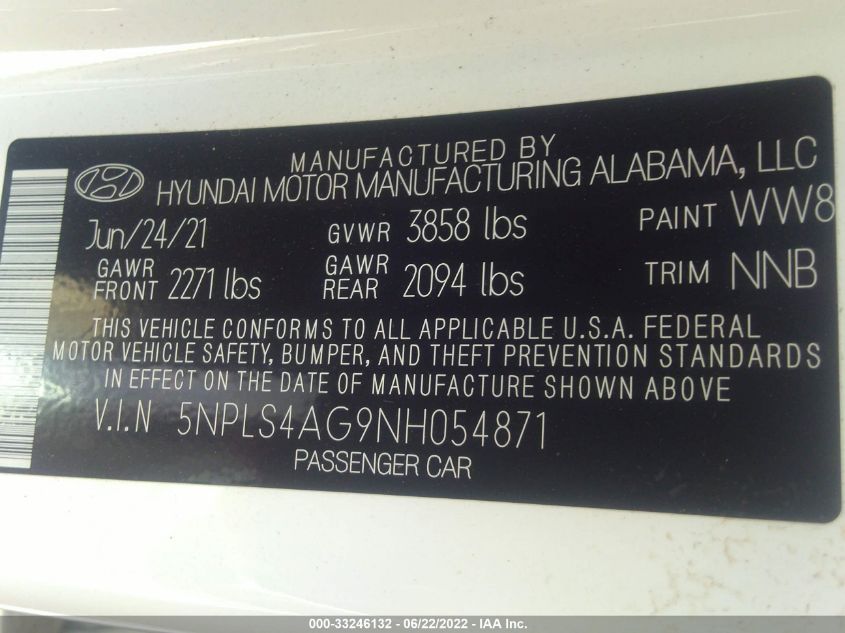 MANUFACTURED BY
HYUNDAI MOTOR MANUFACTURING ALABAMA, LLC
Jun/24/21 GVWR 3858 lbs PAINT WW8
GAWR FRONT 2271 lbs GAWR REAR 2094 lbs TRIM NNB
THIS VEHICLE CONFORMS TO ALL APPLICABLE U.S.A. FEDERAL
MOTOR VEHICLE SAFETY, BUMPER, AND THEFT PREVENTION STANDARDS
IN EFFECT ON THE DATE OF MANUFACTURE SHOWN ABOVE
V.I.N 5NPLS4AG9NH054871
PASSENGER CAR
000-33246132 - 06/22/2022 - IAA Inc.